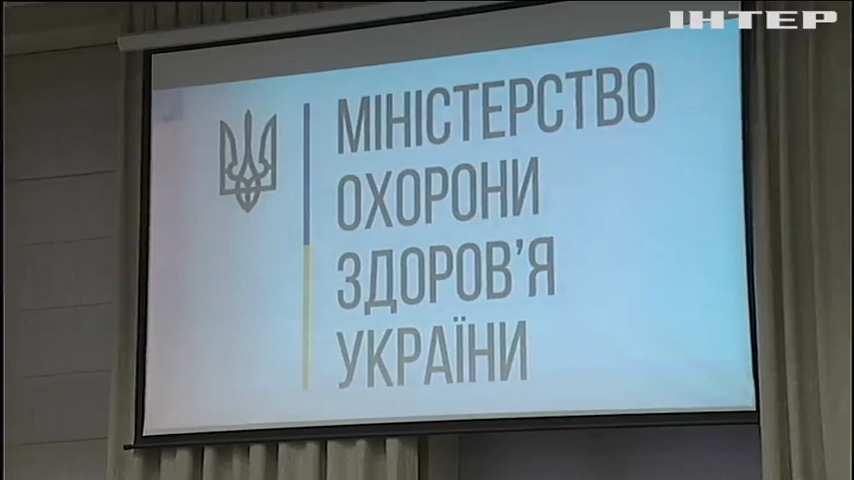 ІНТЕР
МІНІСТЕРСТВО
ОХОРОНИ
ЗДОРОВ'Я
УКРАЇНИ